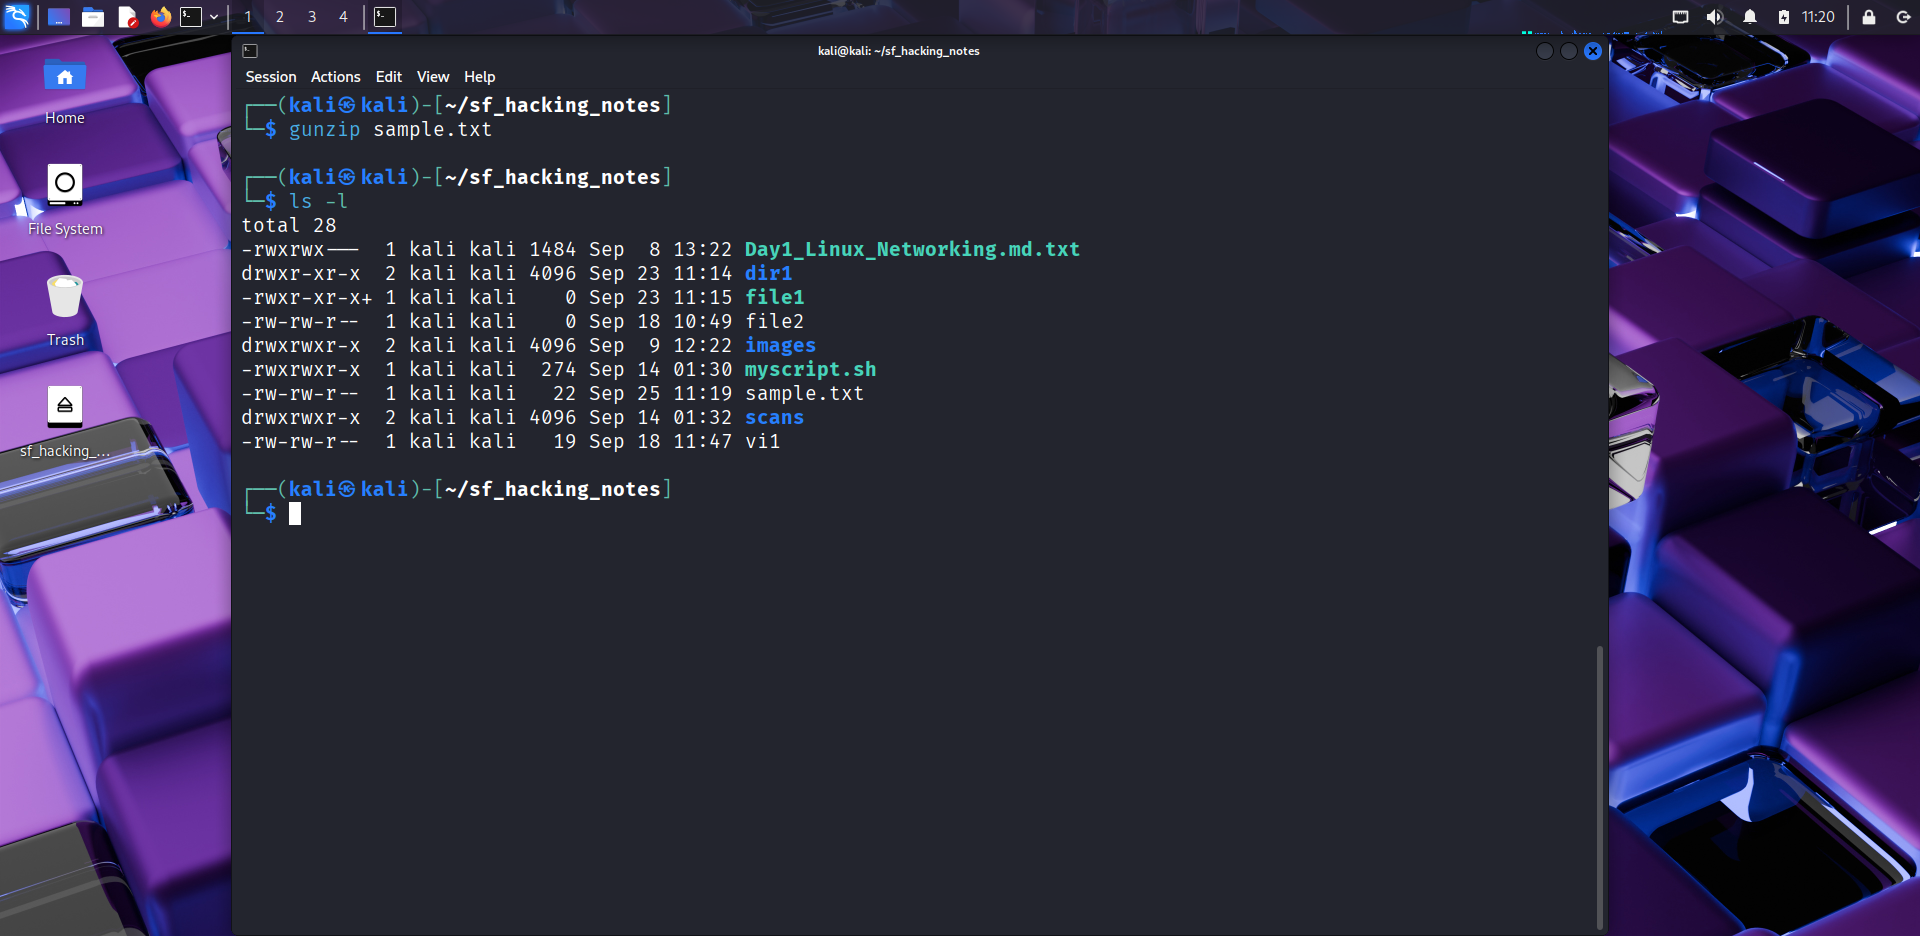 1 2 3 4
11:20
kali@kali: ~/sf_hacking_notes
Session Actions Edit View Help
Home
File System
Trash
sf_hacking_...
┌──(kali㉿kali)-[~/sf_hacking_notes]
└─$ gunzip sample.txt
┌──(kali㉿kali)-[~/sf_hacking_notes]
└─$ ls -l
total 28
-rwxrwx--- 1 kali kali 1484 Sep 8 13:22 Day1_Linux_Networking.md.txt
drwxr-xr-x 2 kali kali 4096 Sep 23 11:14 dir1
-rwxr-xr-x+ 1 kali kali 0 Sep 23 11:15 file1
-rw-rw-r-- 1 kali kali 0 Sep 18 10:49 file2
drwxrwxr-x 2 kali kali 4096 Sep 9 12:22 images
-rwxrwxr-x 1 kali kali 274 Sep 14 01:30 myscript.sh
-rw-rw-r-- 1 kali kali 22 Sep 25 11:19 sample.txt
drwxrwxr-x 2 kali kali 4096 Sep 14 01:32 scans
-rw-rw-r-- 1 kali kali 19 Sep 18 11:47 vi1
┌──(kali㉿kali)-[~/sf_hacking_notes]
└─$